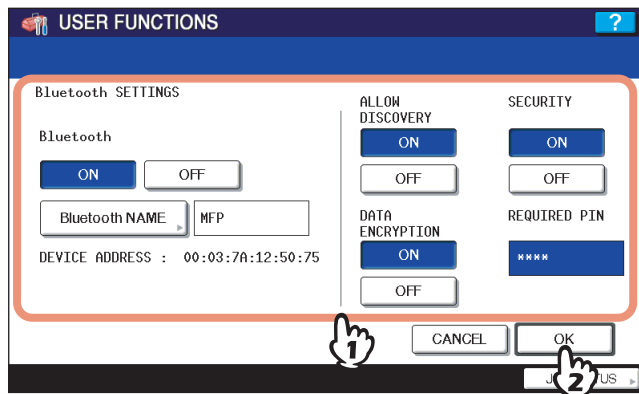 USER FUNCTIONS
?
Bluetooth SETTINGS
Bluetooth
ON OFF
Bluetooth NAME MFP
DEVICE ADDRESS : 00:03:7A:12:50:75
ALLOW
DISCOVERY
ON
OFF
DATA
ENCRYPTION
ON
OFF
SECURITY
ON
OFF
REQUIRED PIN
****
1
CANCEL OK
2